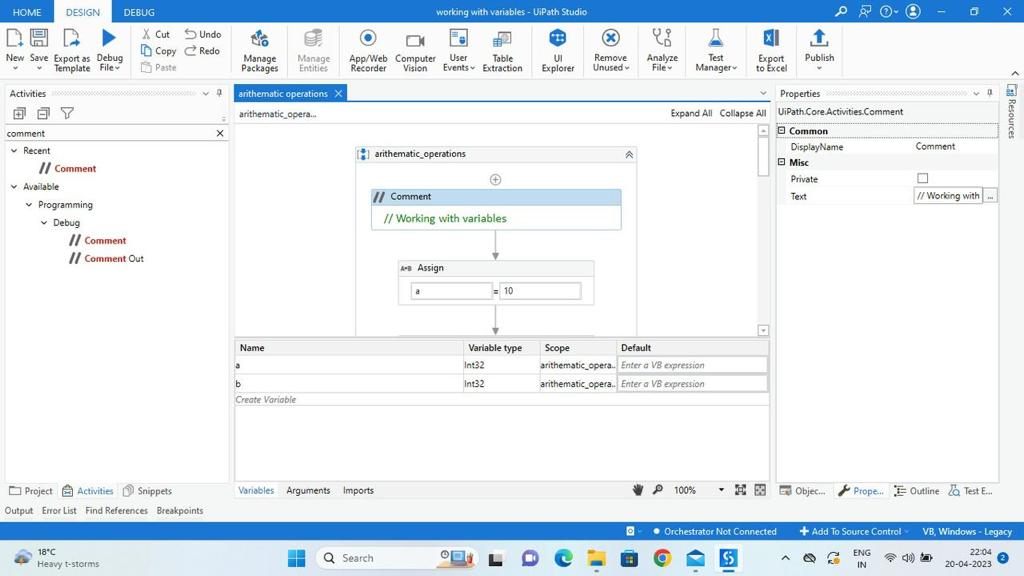 HOME DESIGN DEBUG working with variables - UiPath Studio
New Save Export as Template Debug File Cut Copy Paste Undo Redo Manage Packages Manage Entities App/Web Recorder Computer Vision User Events Table Extraction UI Explorer Remove Unused Analyze File Test Manager Export to Excel Publish
Activities
comment
Recent
// Comment
Available
Programming
Debug
// Comment
// Comment Out
Project Activities Snippets
arithematic operations
arithematic_opera... Expand All Collapse All
arithematic_operations
// Comment
// Working with variables
A+B Assign
a = 10
Name Variable type Scope Default
a Int32 arithematic_opera.. Enter a VB expression
b Int32 arithematic_opera.. Enter a VB expression
Create Variable
Variables Arguments Imports 100%
Properties
UiPath.Core.Activities.Comment
Common
DisplayName Comment
Misc
Private
Text // Working with ...
Objec... Prope... Outline Test E...
Resources
Output Error List Find References Breakpoints
Orchestrator Not Connected Add To Source Control VB, Windows - Legacy
18°C
Heavy t-storms
Search
ENG
IN
22:04
20-04-2023
2